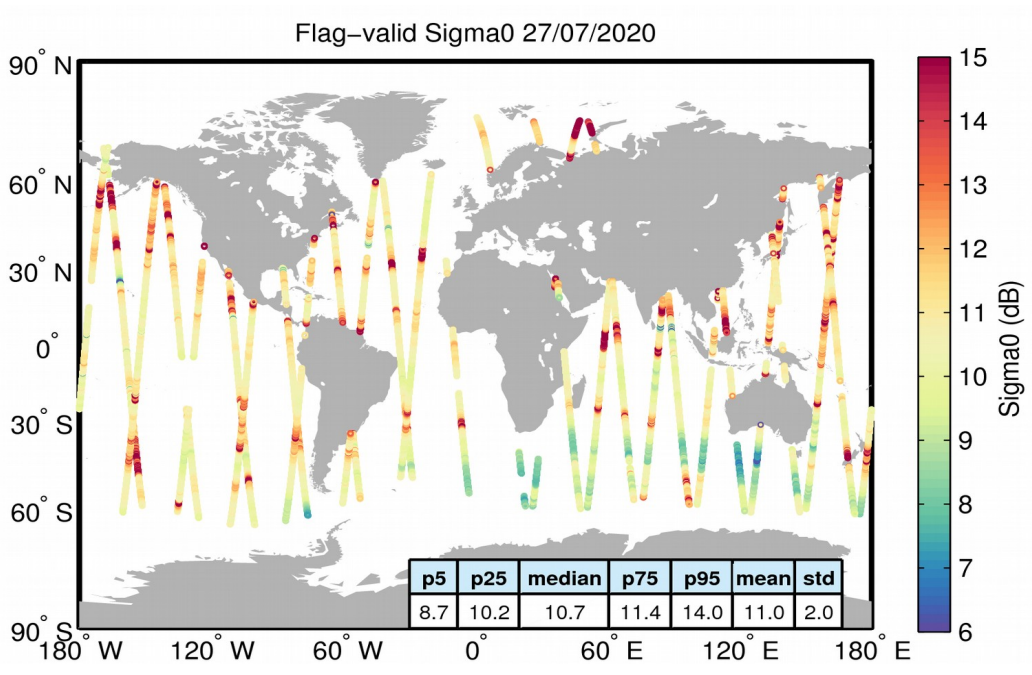 Flag−valid Sigma0 27/07/2020
90° N
60° N
30° N
0°
30° S
60° S
90° S
180° W
120° W
60° W
0°
60° E
120° E
180° E
p5 p25 median p75 p95 mean std
8.7 10.2 10.7 11.4 14.0 11.0 2.0
15
14
13
12
11
10
9
8
7
6
Sigma0 (dB)